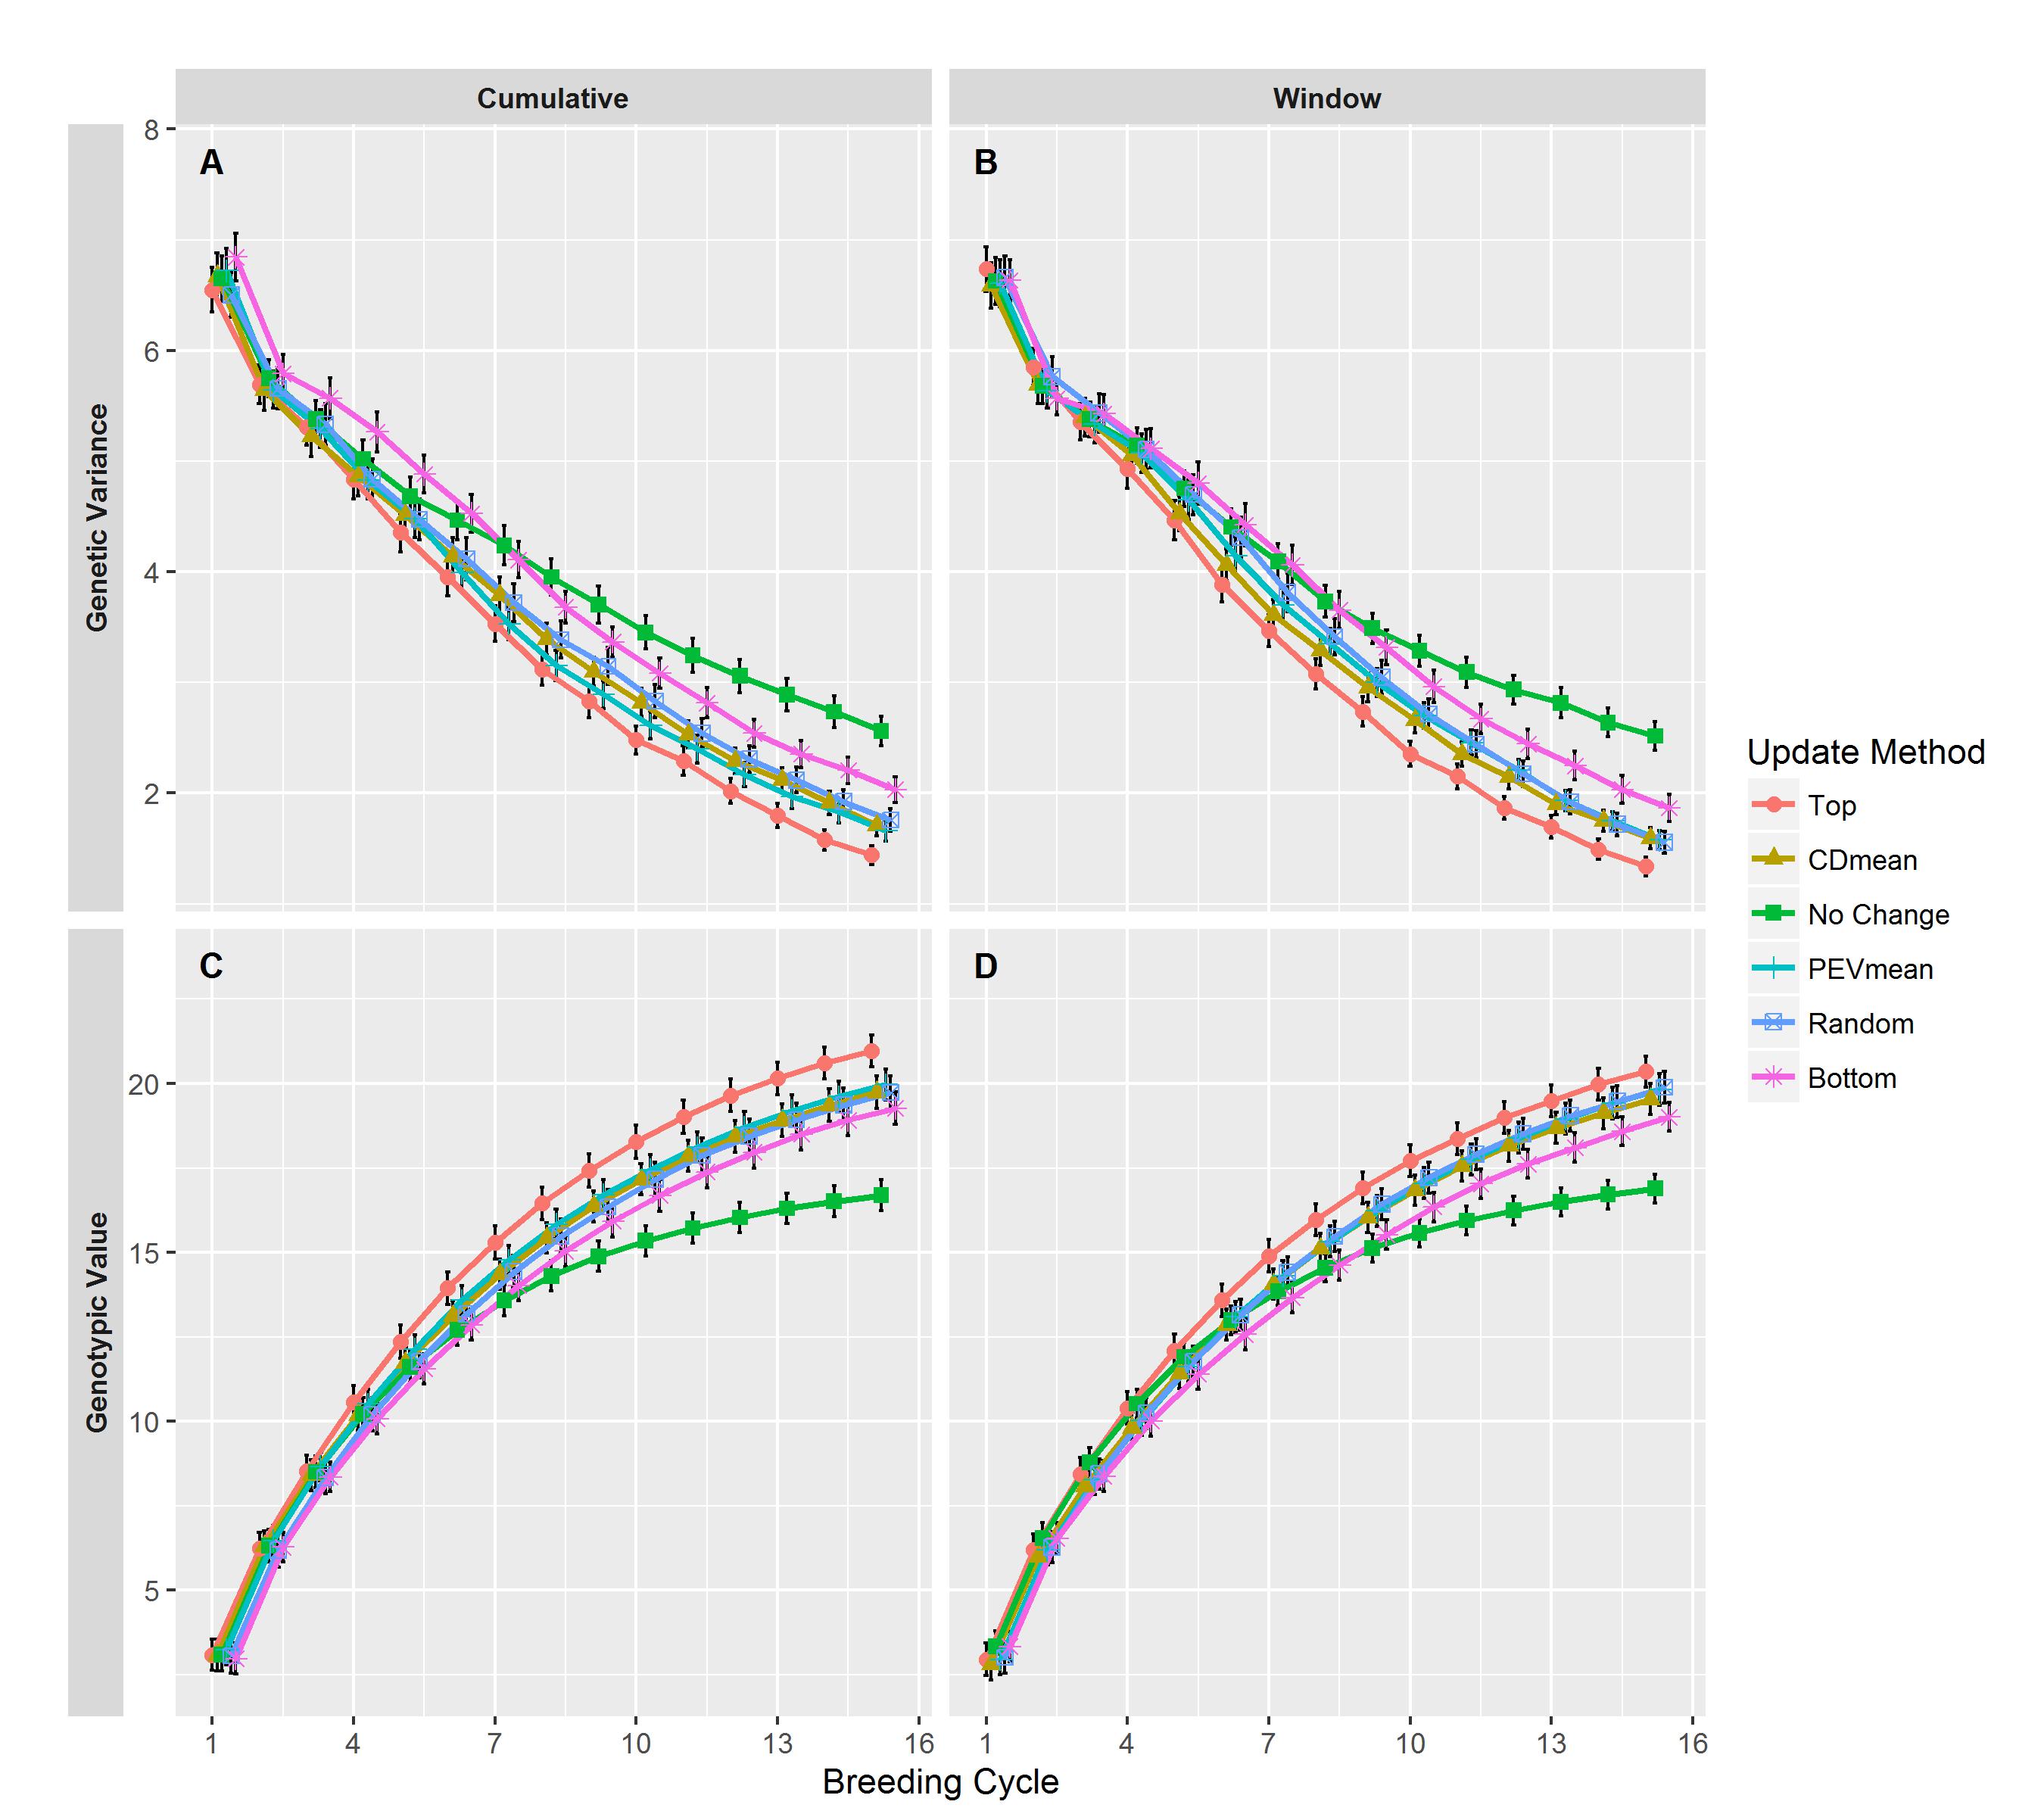 Cumulative
Window
Genetic Variance
8
6
4
2
A
B
Genotypic Value
20
15
10
5
C
D
1 4 7 10 13 16
1 4 7 10 13 16
Breeding Cycle
Update Method
Top
CDmean
No Change
PEVmean
Random
Bottom